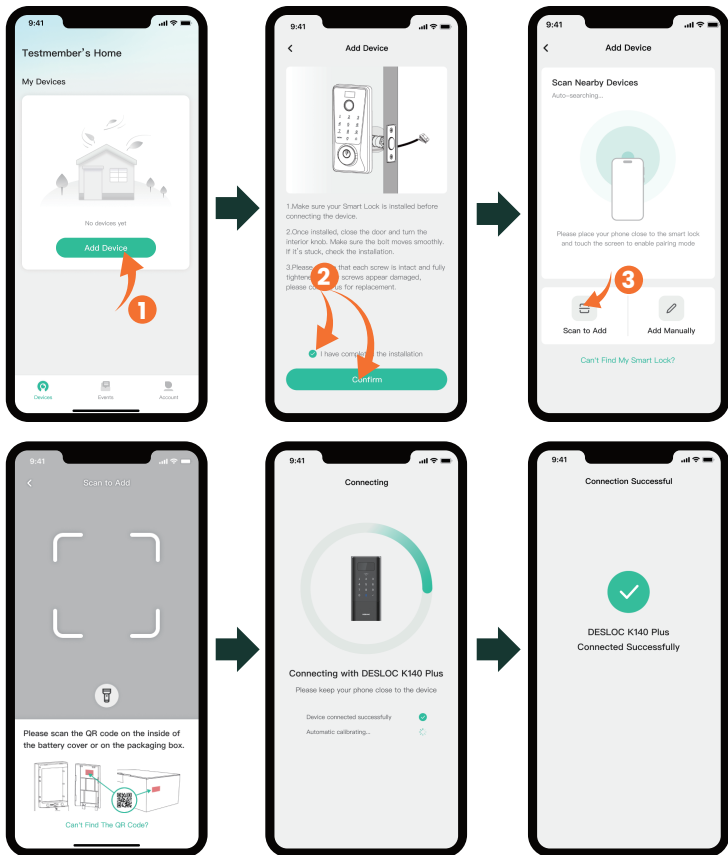 9:41
Testmember's Home
My Devices
No devices yet
Add Device
1
Devices
Events
Account
9:41
Add Device
1.Make sure your Smart Lock is installed before
connecting the device.
2.Once installed, close the door and turn the
interior knob. Make sure the bolt moves smoothly.
If it's stuck, check the installation.
3.Please that each screw is intact and fully
screws appear damaged,
please us for replacement.
2
I have the installation
Confirm
9:41
Add Device
Scan Nearby Devices
Auto-searching...
Please place your phone close to the smart lock
and touch the screen to enable pairing mode
3
Scan to Add
Add Manually
Can't Find My Smart Lock?
9:41
Scan to Add
Please scan the QR code on the inside of
the battery cover or on the packaging box.
Can't Find The QR Code?
9:41
Connecting
Connecting with DESLOC K140 Plus
Please keep your phone close to the device
Device connected successfully
Automatic calibrating...
9:41
Connection Successful
DESLOC K140 Plus
Connected Successfully